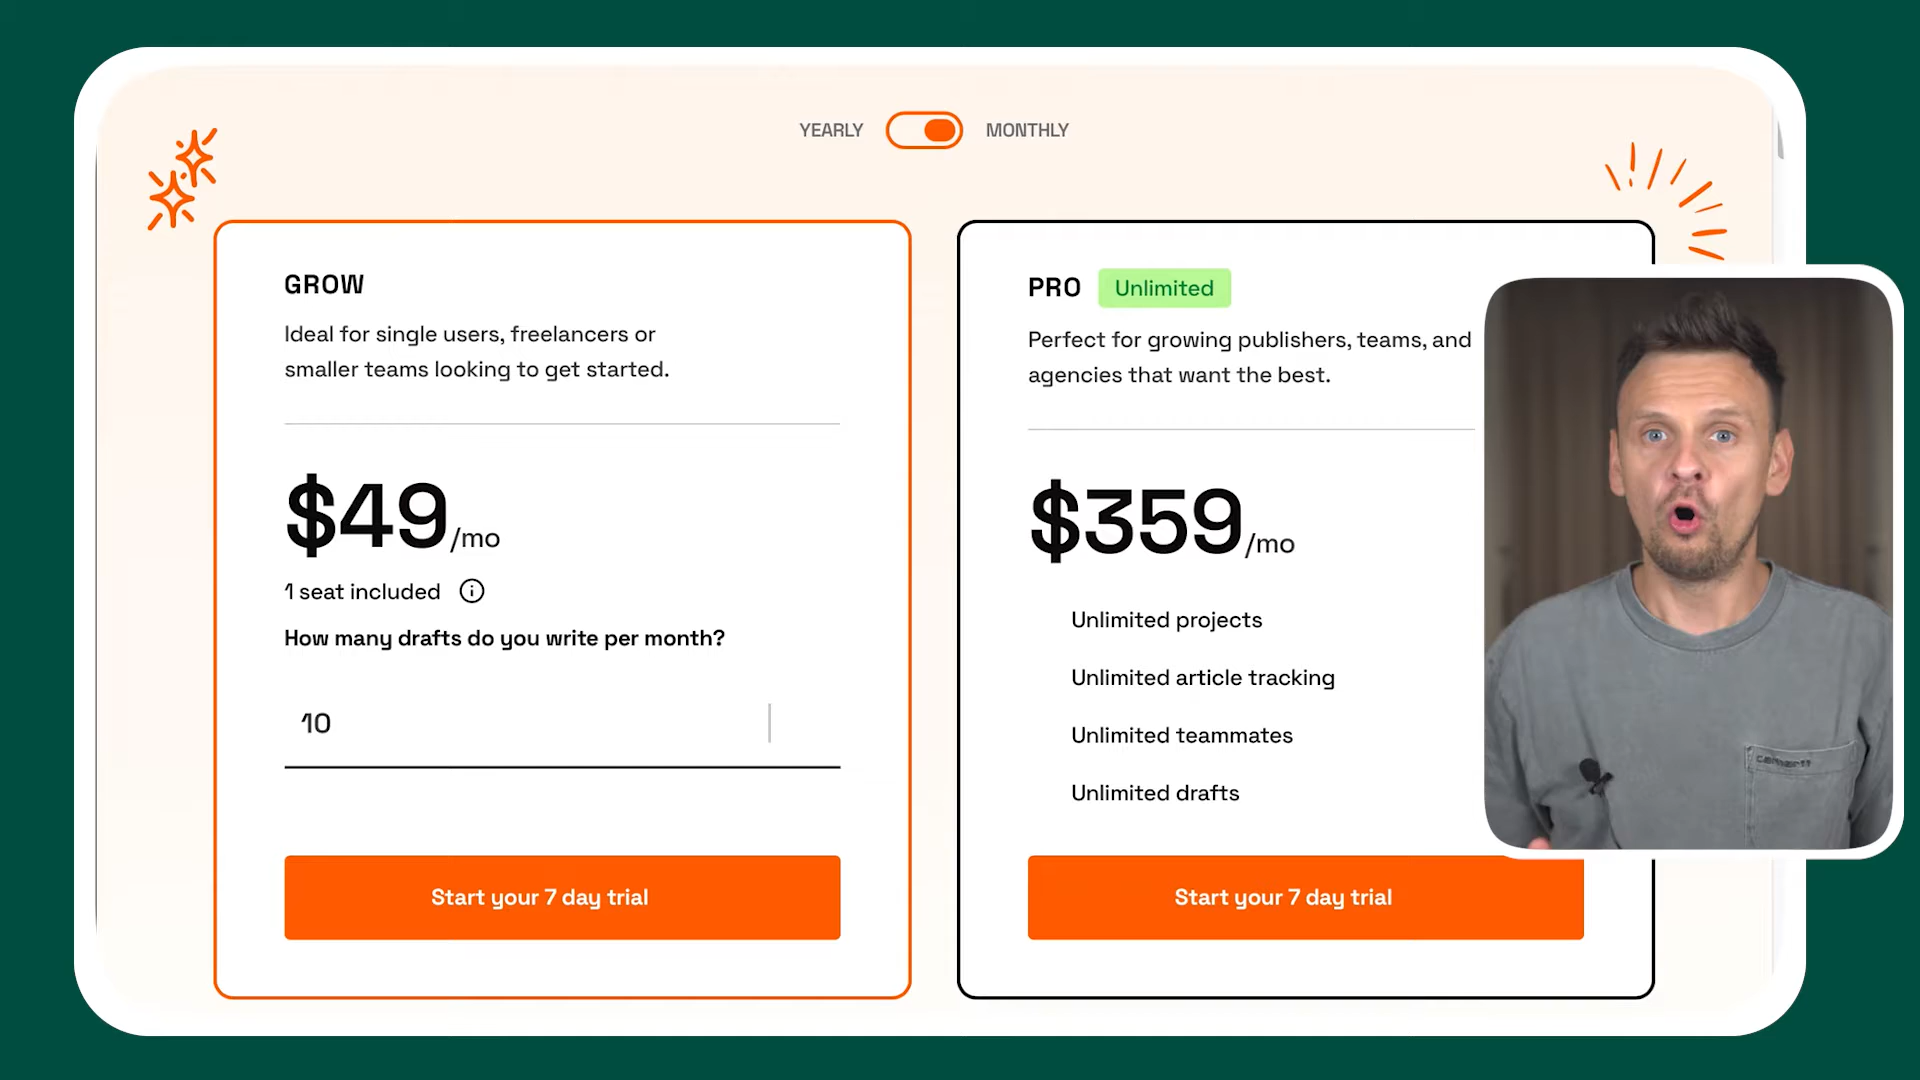 YEARLY
MONTHLY
GROW
Ideal for single users, freelancers or
smaller teams looking to get started.
$49/mo
1 seat included
How many drafts do you write per month?
10
Start your 7 day trial
PRO
Unlimited
Perfect for growing publishers, teams, and
agencies that want the best.
$359/mo
Unlimited projects
Unlimited article tracking
Unlimited teammates
Unlimited drafts
Start your 7 day trial
carhartt